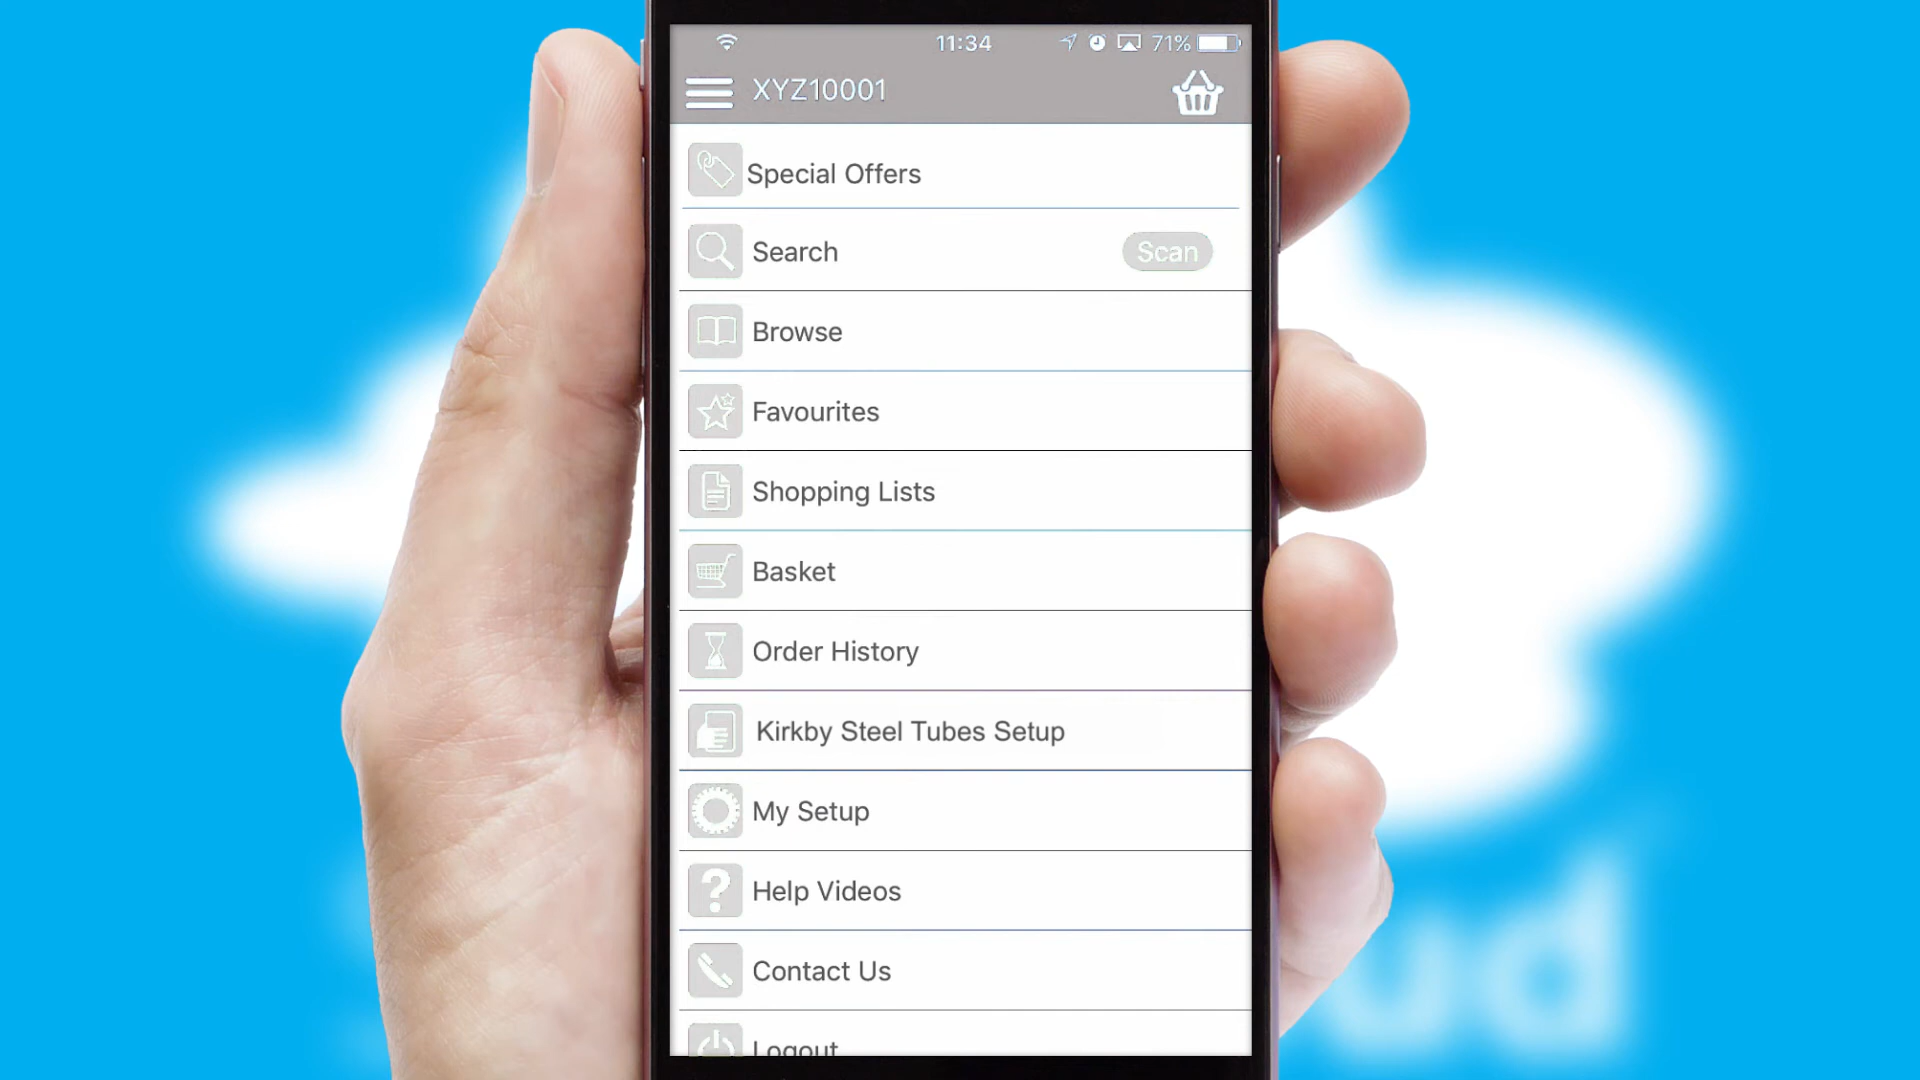 11:34
71%
XYZ10001
Special Offers
Search
Scan
Browse
Favourites
Shopping Lists
Basket
Order History
Kirkby Steel Tubes Setup
My Setup
Help Videos
Contact Us
Logout